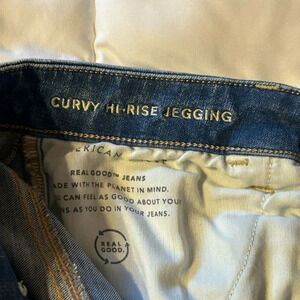 CURVY HI-RISE JEGGING
ERICAN
REAL GOOD™ JEANS
ADE WITH THE PLANET IN MIND.
CAN FEEL AS GOOD ABOUT YOUR
NS AS YOU DO IN YOUR JEANS.
REAL
GOOD.